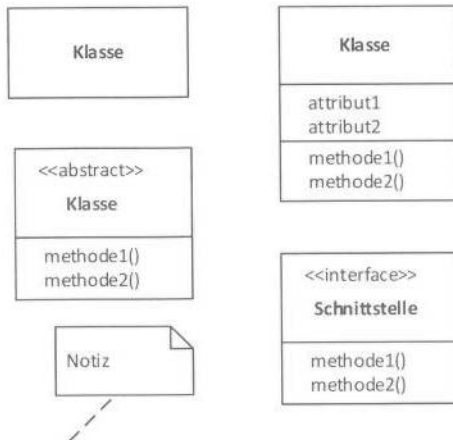 Klasse
Klasse
attribut1
attribut2
methode1()
methode2()
<<abstract>>
Klasse
methode1()
methode2()
<<interface>>
Schnittstelle
methode1()
methode2()
Notiz